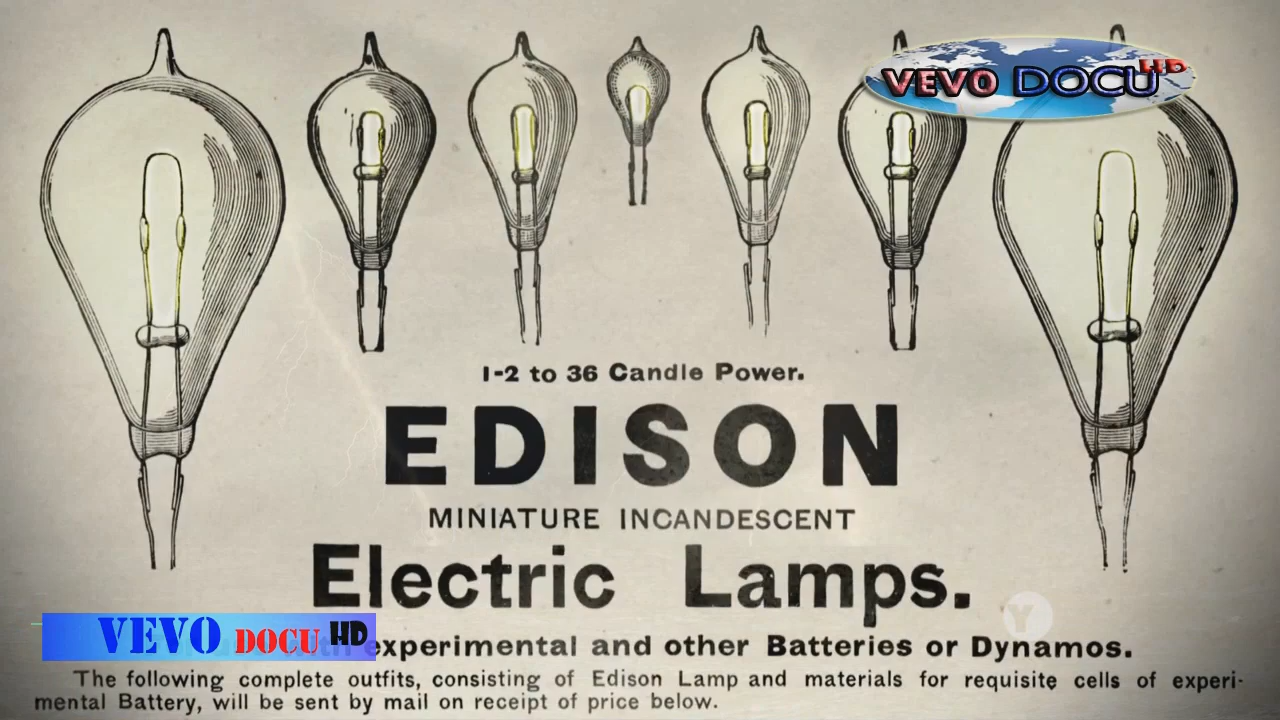 VEVO DOCU HD
1-2 to 36 Candle Power.
EDISON
MINIATURE INCANDESCENT
Electric Lamps.
VEVO DOCU HD
experimental and other Batteries or Dynamos.
The following complete outfits, consisting of Edison Lamp and materials for requisite cells of experi-
mental Battery, will be sent by mail on receipt of price below.